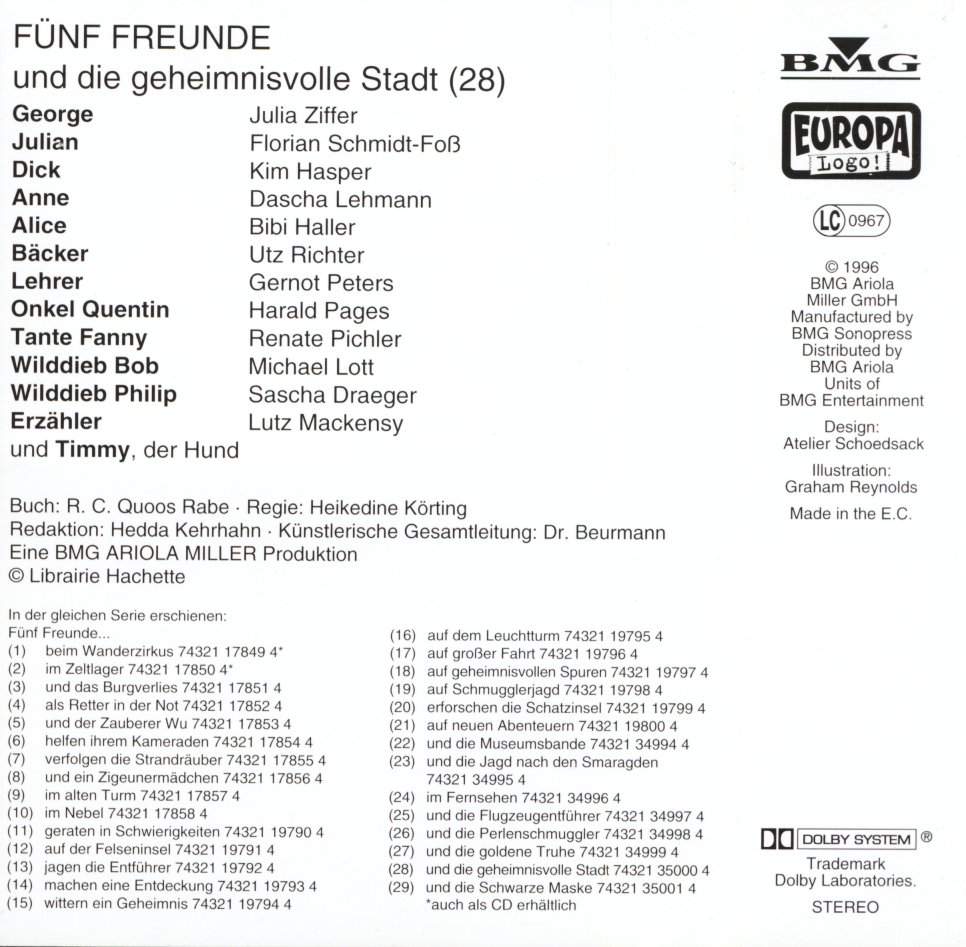 FÜNF FREUNDE
und die geheimnisvolle Stadt (28)
George Julia Ziffer
Julian Florian Schmidt-Foß
Dick Kim Hasper
Anne Dascha Lehmann
Alice Bibi Haller
Bäcker Utz Richter
Lehrer Gernot Peters
Onkel Quentin Harald Pages
Tante Fanny Renate Pichler
Wilddieb Bob Michael Lott
Wilddieb Philip Sascha Draeger
Erzähler Lutz Mackensy
und Timmy, der Hund
Buch: R. C. Quoos Rabe · Regie: Heikedine Körting
Redaktion: Hedda Kehrhahn · Künstlerische Gesamtleitung: Dr. Beurmann
Eine BMG ARIOLA MILLER Produktion
© Librairie Hachette
In der gleichen Serie erschienen:
Fünf Freunde...
(1) beim Wanderzirkus 74321 17849 4*
(2) im Zeltlager 74321 17850 4*
(3) und das Burgverlies 74321 17851 4
(4) als Retter in der Not 74321 17852 4
(5) und der Zauberer Wu 74321 17853 4
(6) helfen ihrem Kameraden 74321 17854 4
(7) verfolgen die Strandräuber 74321 17855 4
(8) und ein Zigeunermädchen 74321 17856 4
(9) im alten Turm 74321 17857 4
(10) im Nebel 74321 17858 4
(11) geraten in Schwierigkeiten 74321 19790 4
(12) auf der Felseninsel 74321 19791 4
(13) jagen die Entführer 74321 19792 4
(14) machen eine Entdeckung 74321 19793 4
(15) wittern ein Geheimnis 74321 19794 4
(16) auf dem Leuchtturm 74321 19795 4
(17) auf großer Fahrt 74321 19796 4
(18) auf geheimnisvollen Spuren 74321 19797 4
(19) auf Schmugglerjagd 74321 19798 4
(20) erforschen die Schatzinsel 74321 19799 4
(21) auf neuen Abenteuern 74321 19800 4
(22) und die Museumsbande 74321 34994 4
(23) und die Jagd nach den Smaragden
74321 34995 4
(24) im Fernsehen 74321 34996 4
(25) und die Flugzeugentführer 74321 34997 4
(26) und die Perlenschmuggler 74321 34998 4
(27) und die goldene Truhe 74321 34999 4
(28) und die geheimnisvolle Stadt 74321 35000 4
(29) und die Schwarze Maske 74321 35001 4
*auch als CD erhältlich
BMG
EUROPA
Logo!
LC 0967
© 1996
BMG Ariola
Miller GmbH
Manufactured by
BMG Sonopress
Distributed by
BMG Ariola
Units of
BMG Entertainment
Design:
Atelier Schoedsack
Illustration:
Graham Reynolds
Made in the E.C.
DOLBY SYSTEM ®
Trademark
Dolby Laboratories.
STEREO